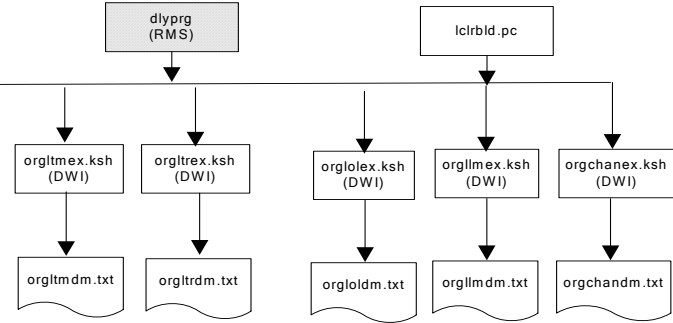 dlyprg
(RMS)
lclrbld.pc
orgltmex.ksh
(DWI)
orgltrex.ksh
(DWI)
orglolex.ksh
(DWI)
orgllmex.ksh
(DWI)
orgchanex.ksh
(DWI)
orgltmdm.txt
orgltrdm.txt
orgloldm.txt
orgllmdm.txt
orgchandm.txt